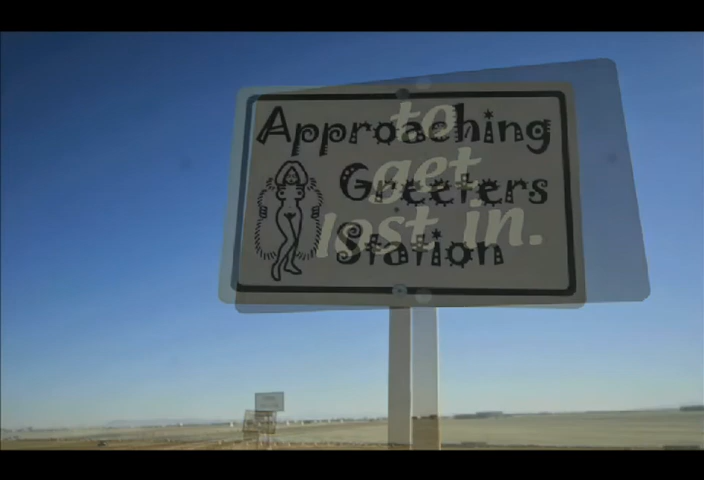 Approaching
Greeters
Station
to
get
lost in.